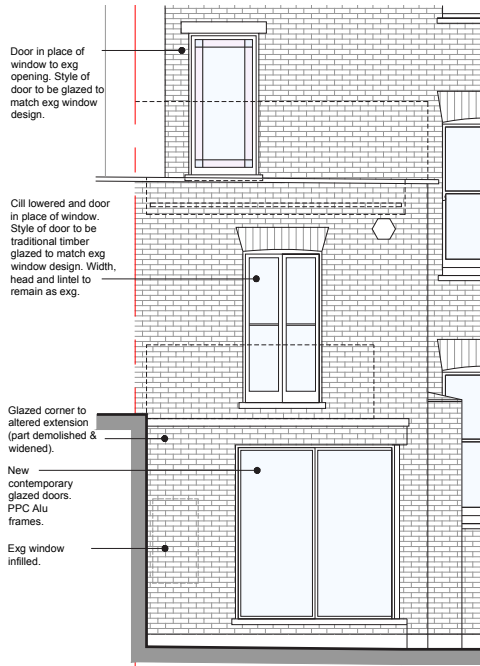 Door in place of
window to exg
opening. Style of
door to be glazed to
match exg window
design.
Cill lowered and door
in place of window.
Style of door to be
traditional timber
glazed to match exg
window design. Width,
head and lintel to
remain as exg.
Glazed corner to
altered extension
(part demolished &
widened).
New
contemporary
glazed doors.
PPC Alu
frames.
Exg window
infilled.